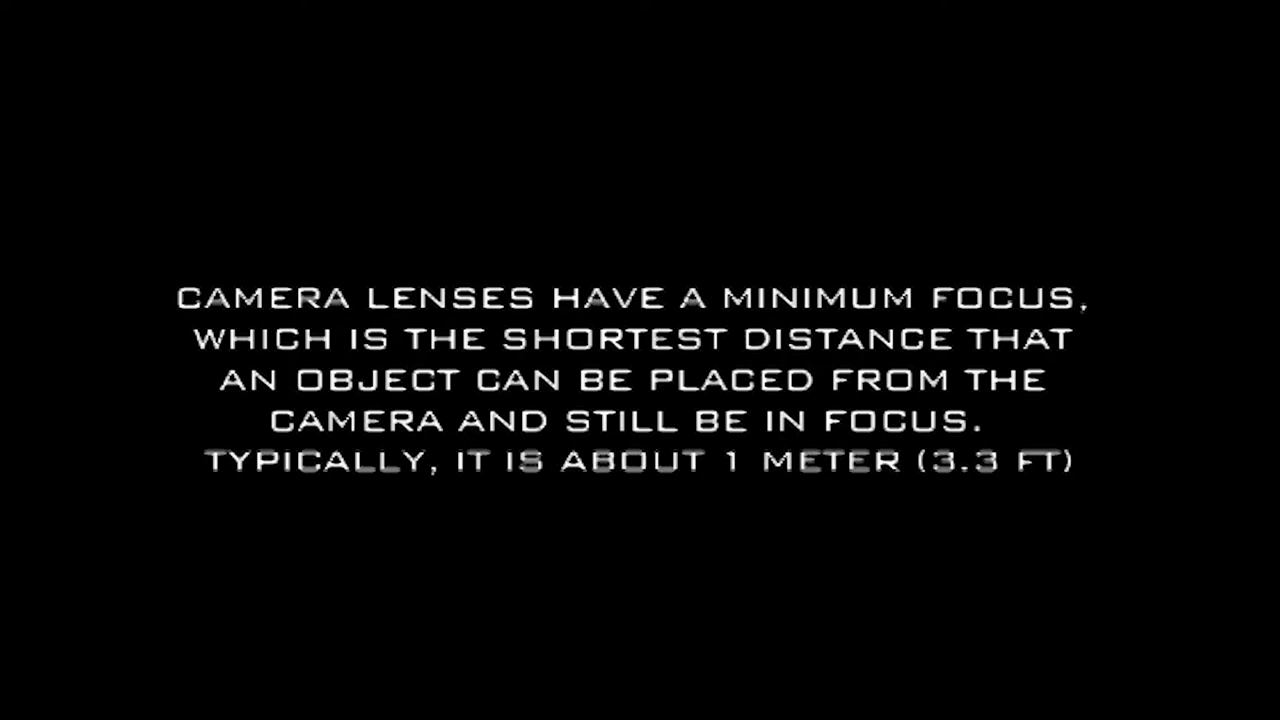 CAMERA LENSES HAVE A MINIMUM FOCUS,
WHICH IS THE SHORTEST DISTANCE THAT
AN OBJECT CAN BE PLACED FROM THE
CAMERA AND STILL BE IN FOCUS.
TYPICALLY, IT IS ABOUT 1 METER (3.3 FT)